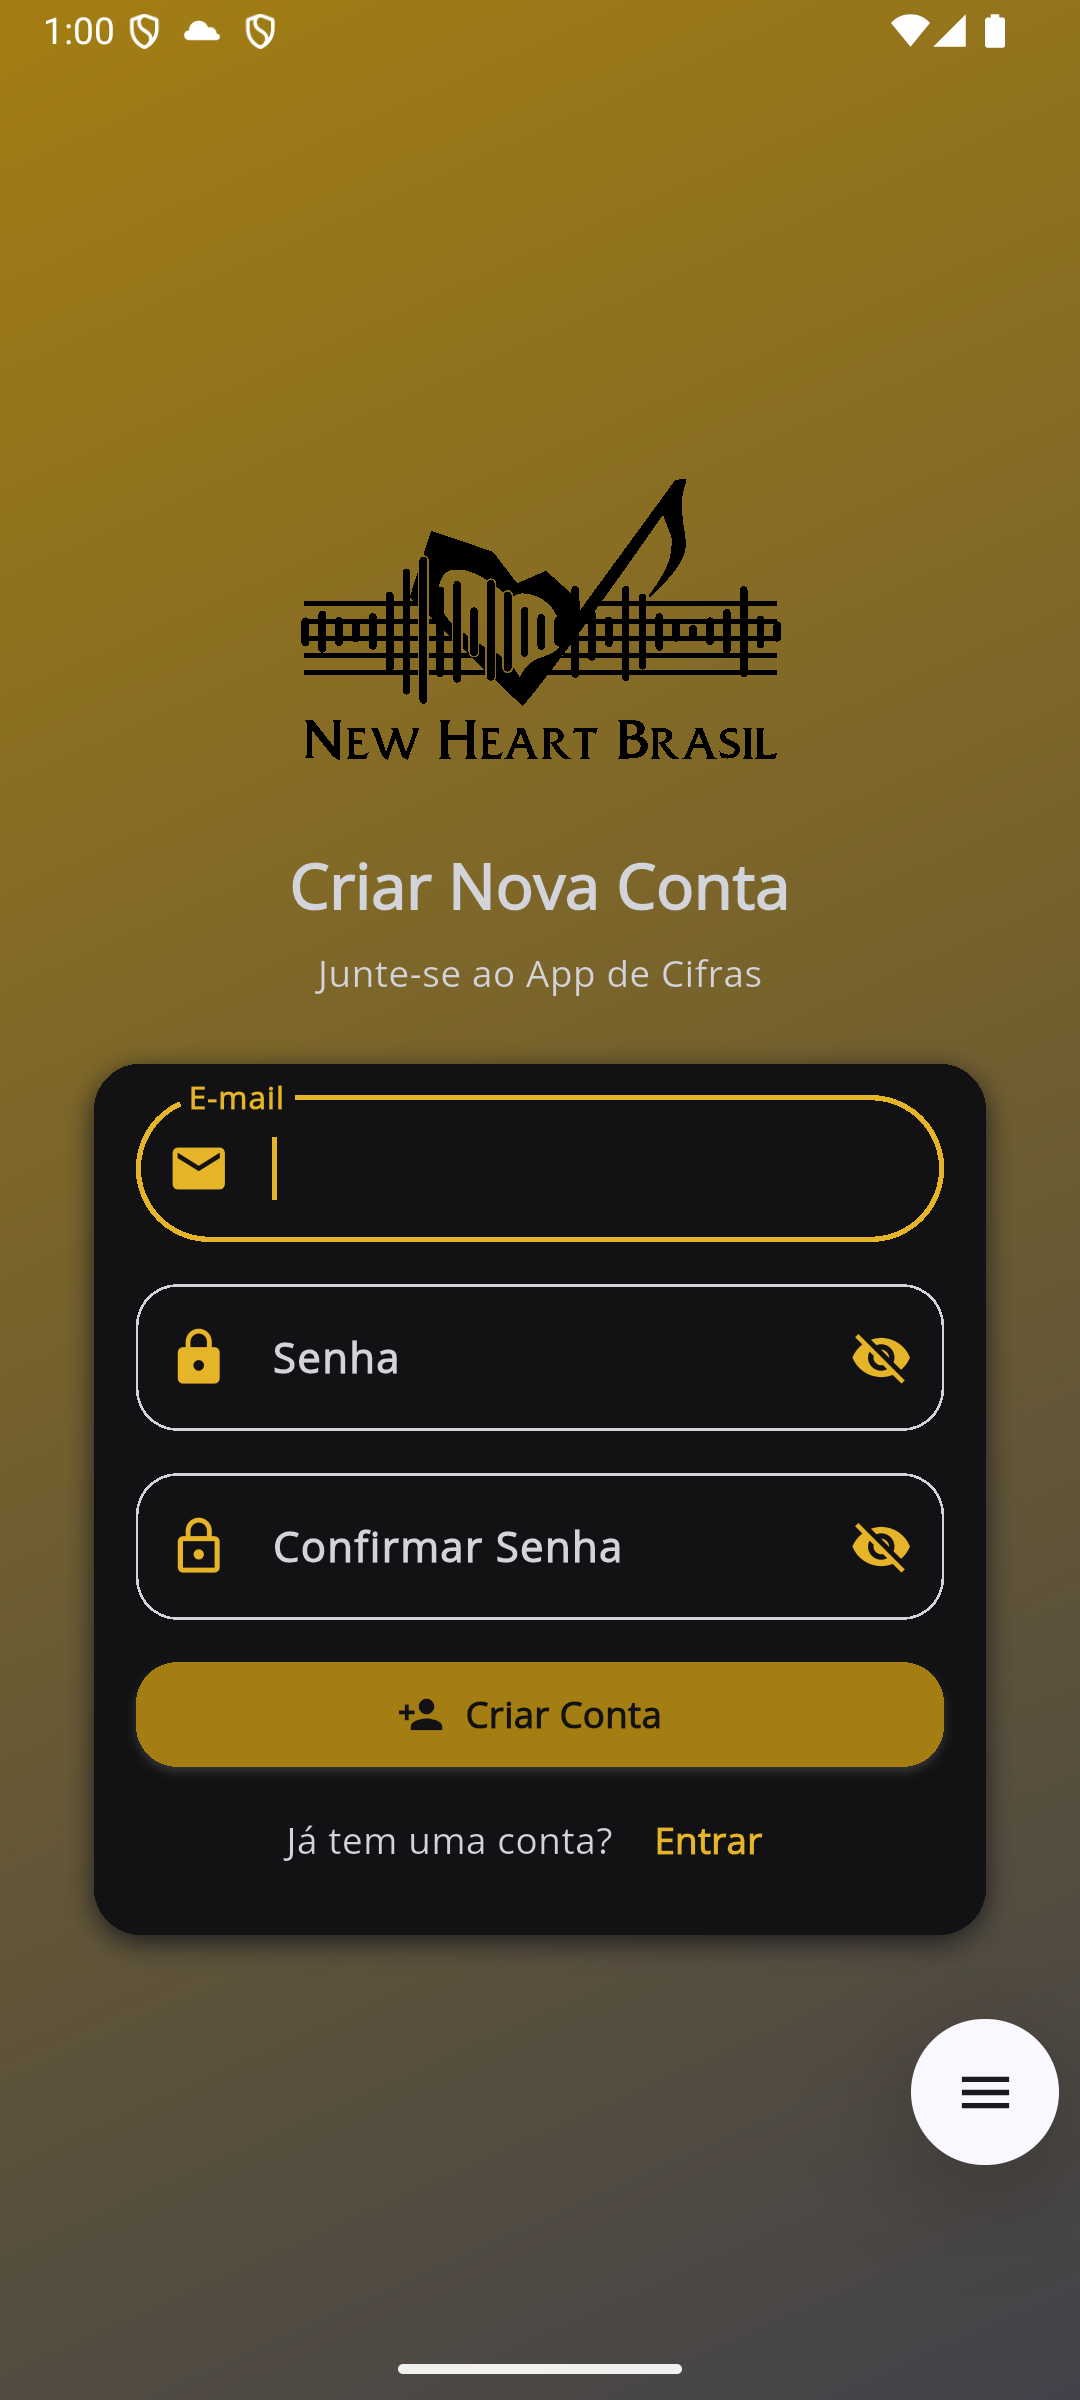 1:00
NEW HEART BRASIL
Criar Nova Conta
Junte-se ao App de Cifras
E-mail
Senha
Confirmar Senha
Criar Conta
Já tem uma conta? Entrar